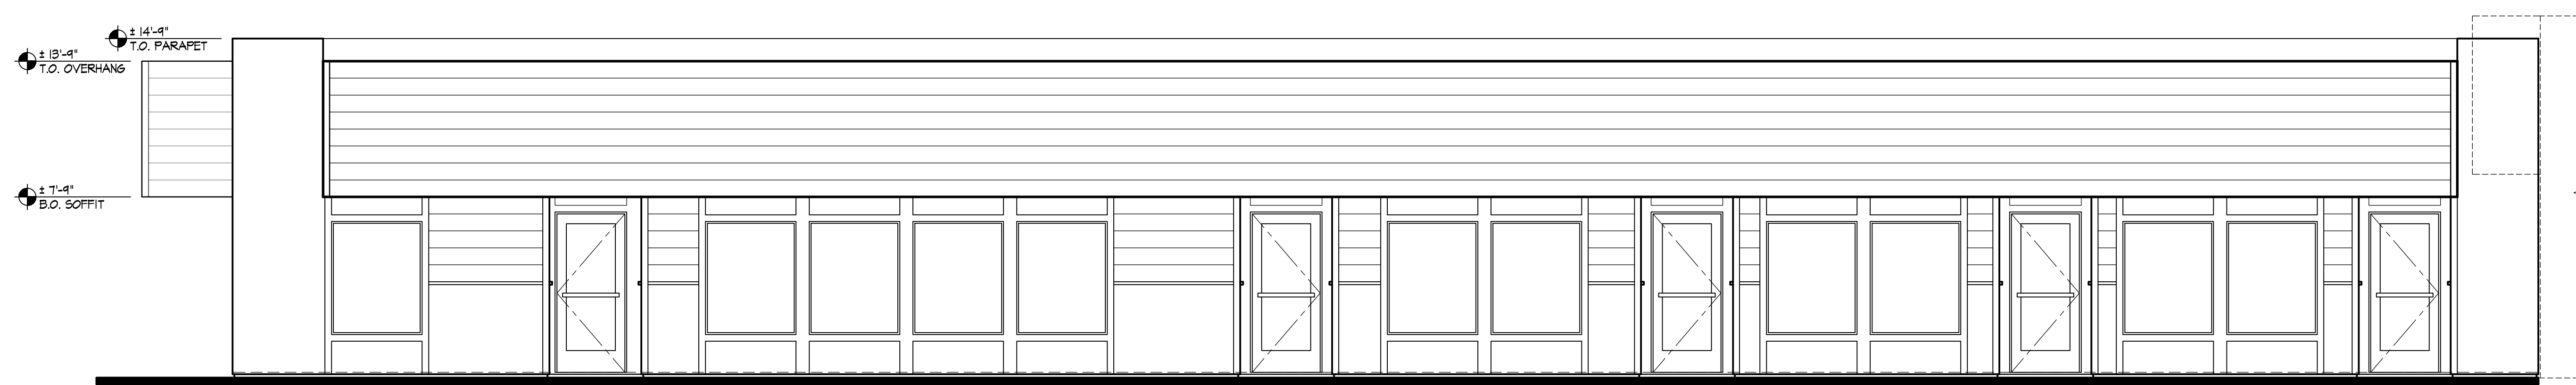 ± 14'-9"
T.O. PARAPET
± 13'-9"
T.O. OVERHANG
± 7'-9"
B.O. SOFFIT